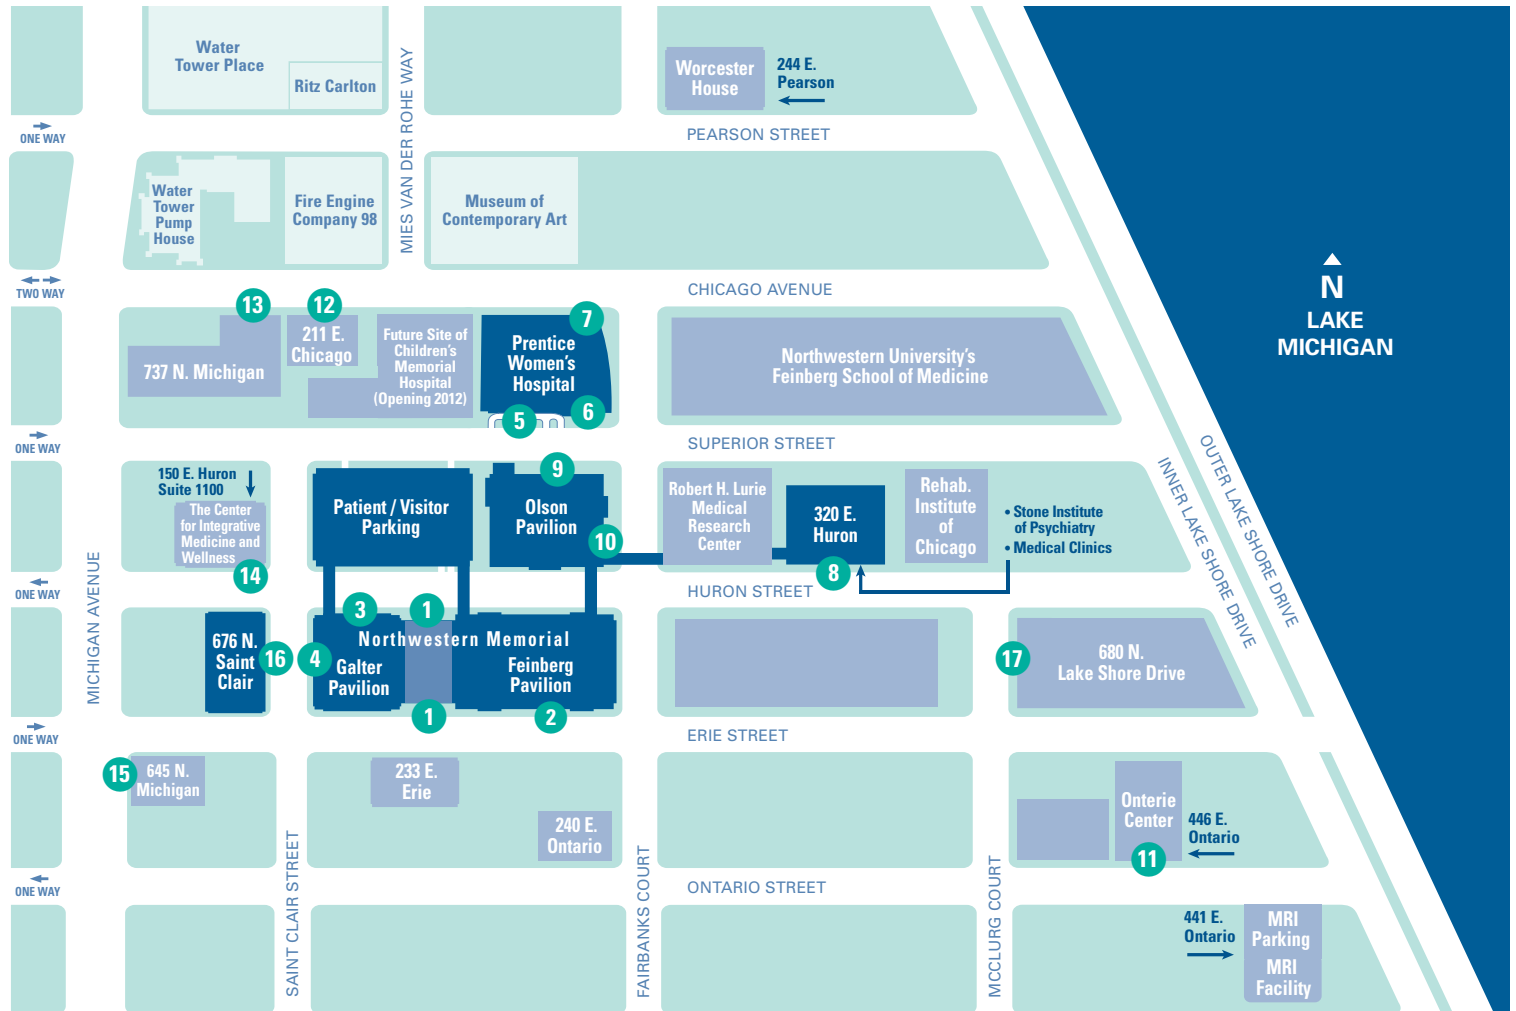 Water
Tower Place
Ritz Carlton
MIES VAN DER ROHE WAY
Worcester
House
244 E.
Pearson
ONE WAY
PEARSON STREET
Water
Tower
Pump
House
Fire Engine
Company 98
Museum of
Contemporary Art
N
LAKE
MICHIGAN
TWO WAY
CHICAGO AVENUE
13
12
7
737 N. Michigan
211 E.
Chicago
Future Site of
Children's
Memorial
Hospital
(Opening 2012)
Prentice
Women's
Hospital
5
6
Northwestern University's
Feinberg School of Medicine
ONE WAY
SUPERIOR STREET
OUTER LAKE SHORE DRIVE
INNER LAKE SHORE DRIVE
150 E. Huron
Suite 1100
The Center
for Integrative
Medicine and
Wellness
14
Patient / Visitor
Parking
9
Olson
Pavilion
10
Robert H. Lurie
Medical
Research
Center
320 E.
Huron
8
Rehab.
Institute
of
Chicago
• Stone Institute
of Psychiatry
• Medical Clinics
ONE WAY
HURON STREET
MICHIGAN AVENUE
676 N.
Saint
Clair
16
3
1
4
Northwestern Memorial
Galter
Pavilion
Feinberg
Pavilion
1
2
17
680 N.
Lake Shore Drive
ONE WAY
ERIE STREET
15
645 N.
Michigan
233 E.
Erie
240 E.
Ontario
Onterie
Center
11
446 E.
Ontario
ONE WAY
ONTARIO STREET
SAINT CLAIR STREET
FAIRBANKS COURT
MCCLURG COURT
441 E.
Ontario
MRI
Parking
MRI
Facility